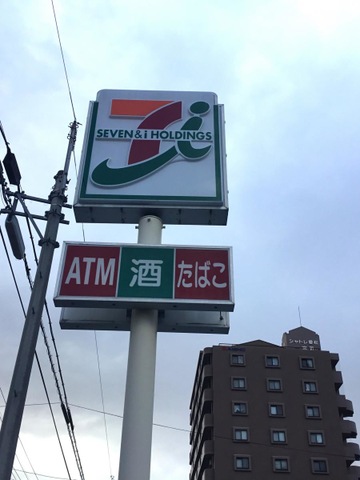 SEVEN & i HOLDINGS
ATM 酒 たばこ